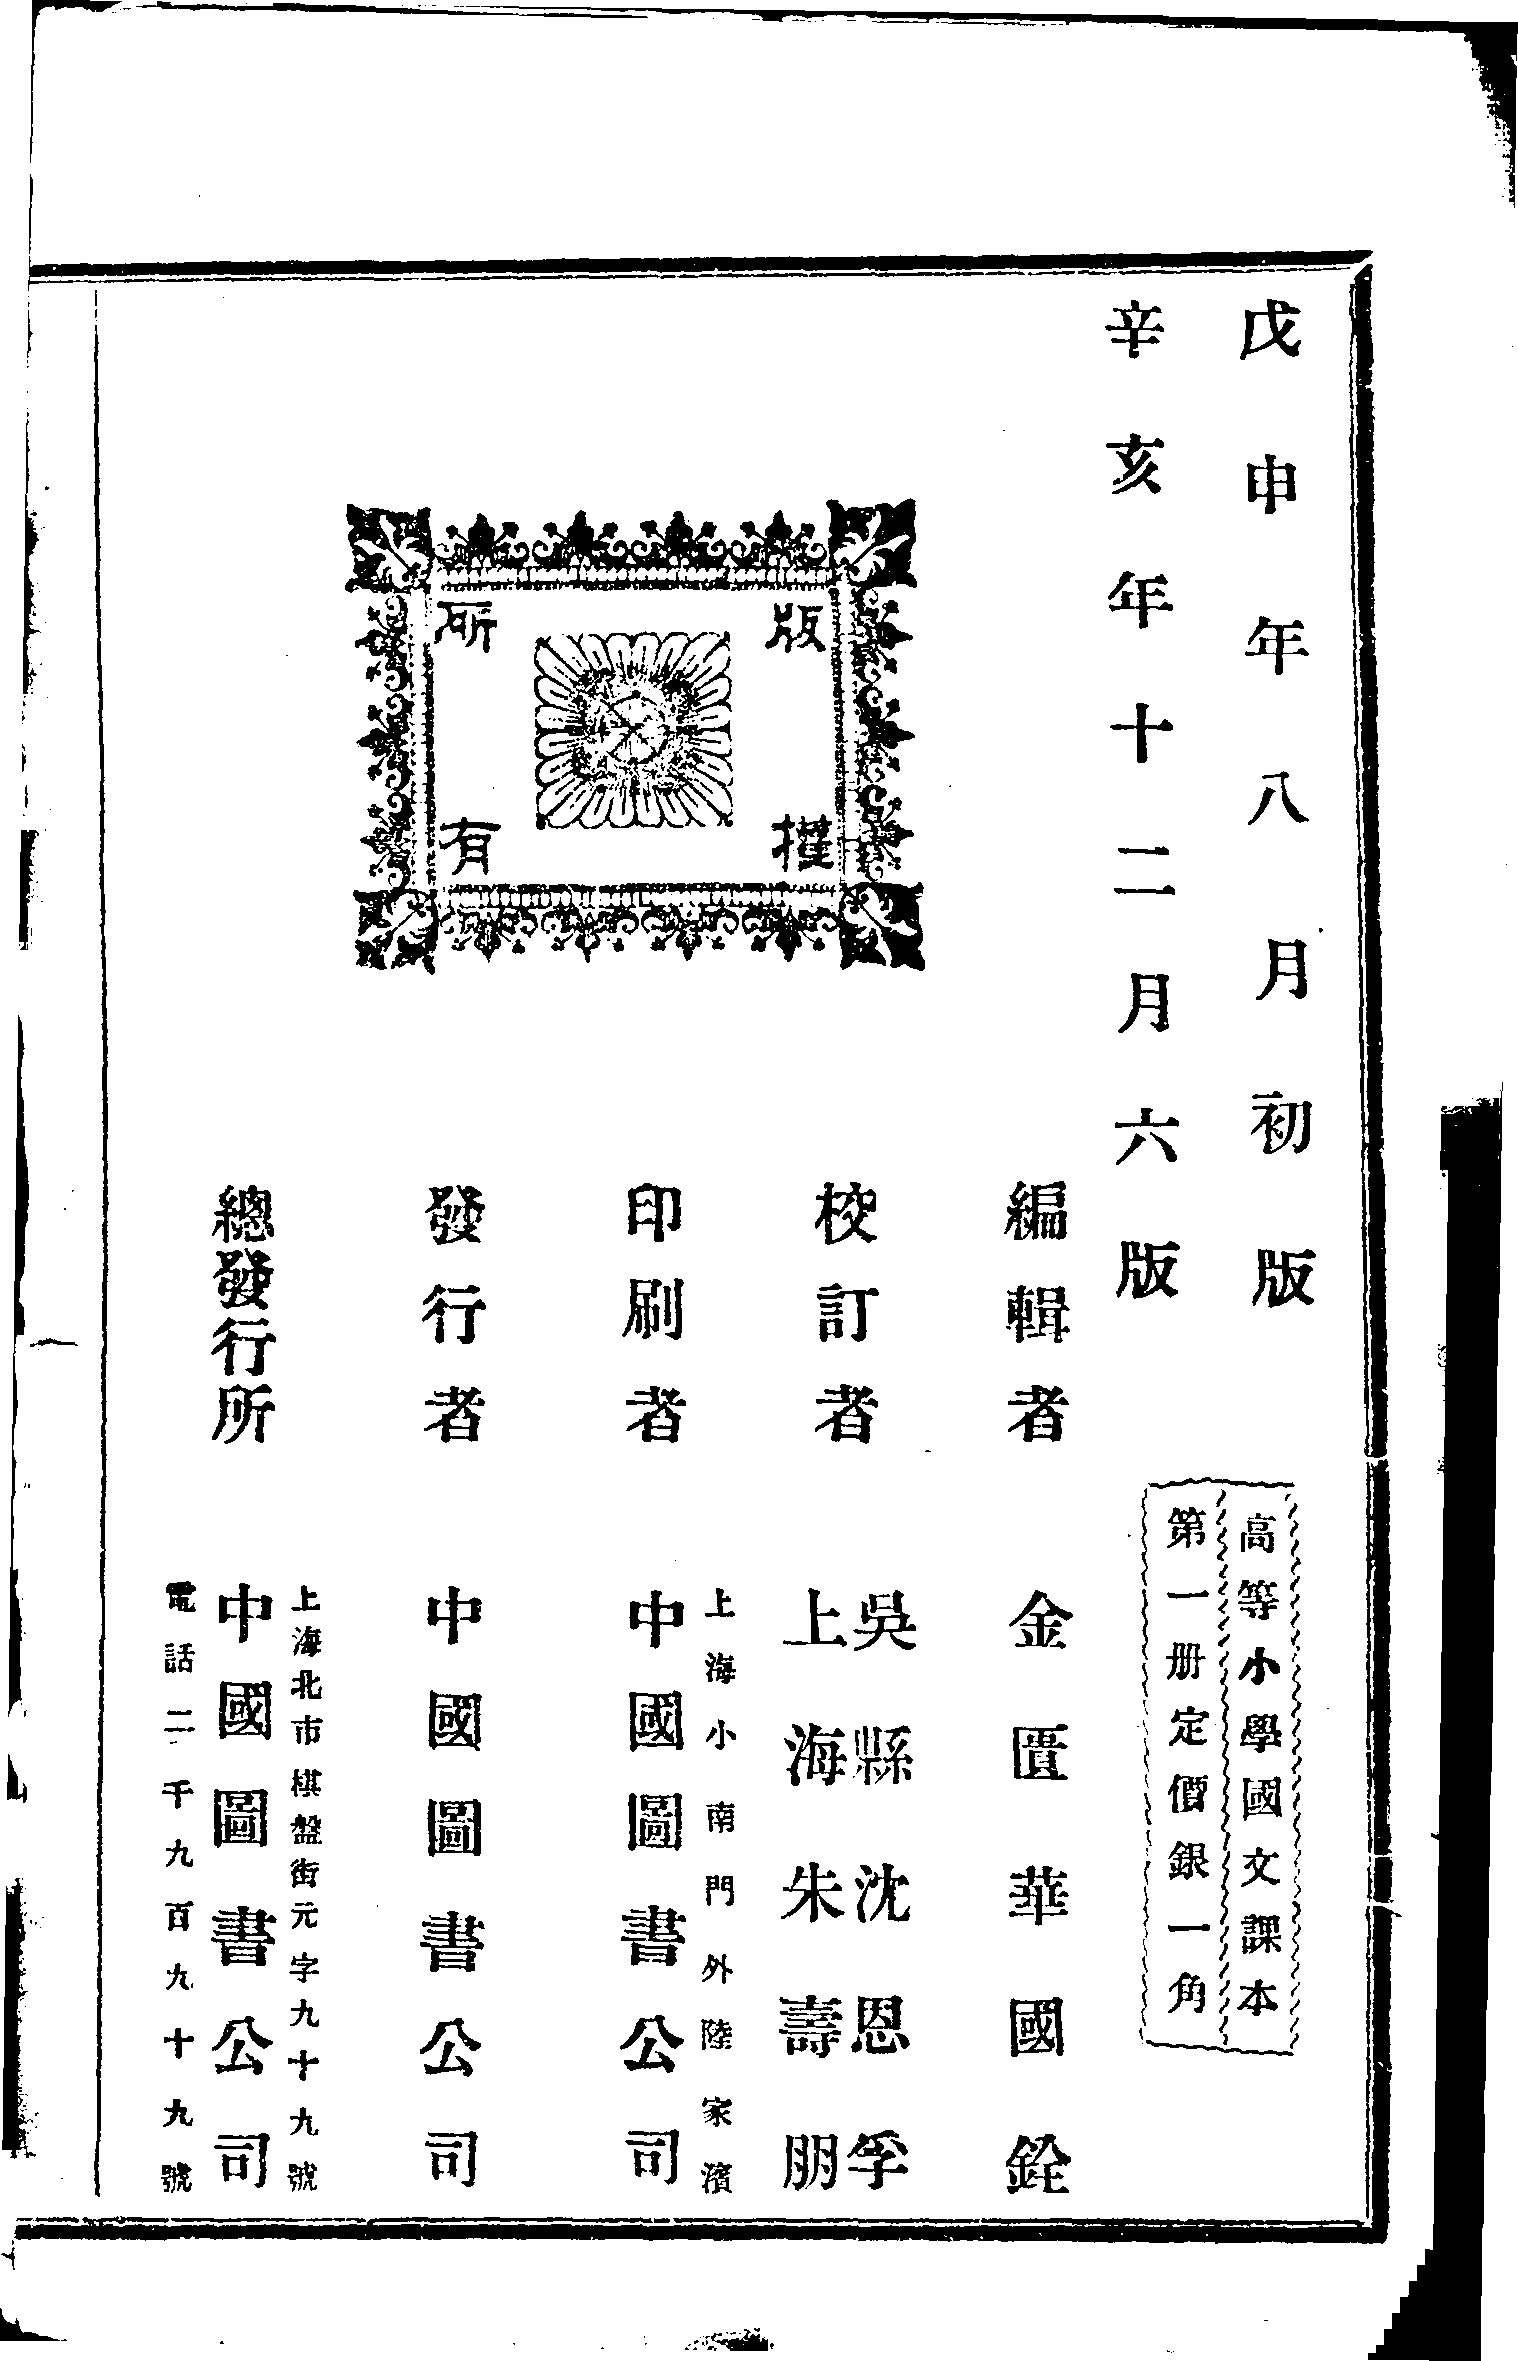 戊申年八月初版
辛亥年十二月六版
高等小學國文課本
第一册定價銀一角
版權
所有
編輯者 金匱華國銓
校訂者 吳縣沈恩孚
上海朱壽朋
印刷者 上海小南門外陸家濱
中國圖書公司
發行者 中國圖書公司
總發行所 上海北市棋盤街元字九十九號
中國圖書公司
電話二千九百九十九號